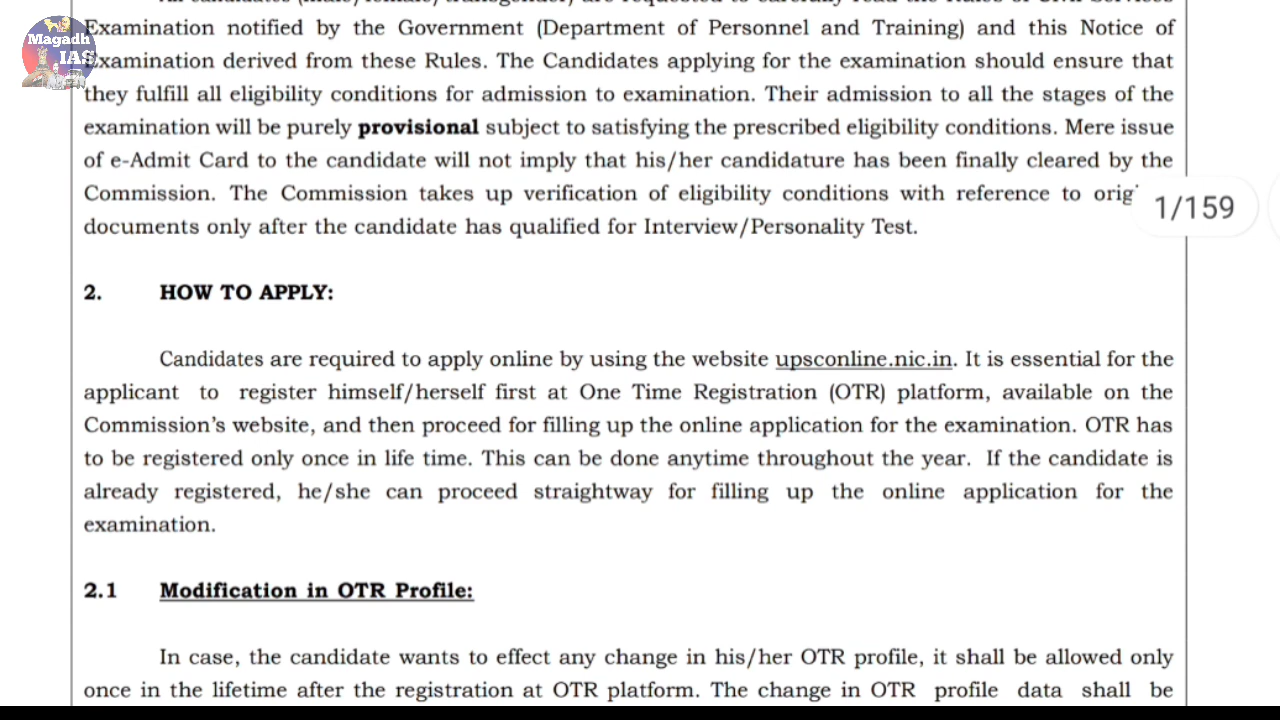 Examination notified by the Government (Department of Personnel and Training) and this Notice of
Magadh
IAS
Examination derived from these Rules. The Candidates applying for the examination should ensure that
they fulfill all eligibility conditions for admission to examination. Their admission to all the stages of the
examination will be purely provisional subject to satisfying the prescribed eligibility conditions. Mere issue
of e-Admit Card to the candidate will not imply that his/her candidature has been finally cleared by the
Commission. The Commission takes up verification of eligibility conditions with reference to
1/159
documents only after the candidate has qualified for Interview/Personality Test.
2. HOW TO APPLY:
Candidates are required to apply online by using the website upsconline.nic.in. It is essential for the
applicant to register himself/herself first at One Time Registration (OTR) platform, available on the
Commission's website, and then proceed for filling up the online application for the examination. OTR has
to be registered only once in life time. This can be done anytime throughout the year. If the candidate is
already registered, he/she can proceed straightway for filling up the online application for the
examination.
2.1 Modification in OTR Profile:
In case, the candidate wants to effect any change in his/her OTR profile, it shall be allowed only
once in the lifetime after the registration at OTR platform. The change in OTR profile data shall be